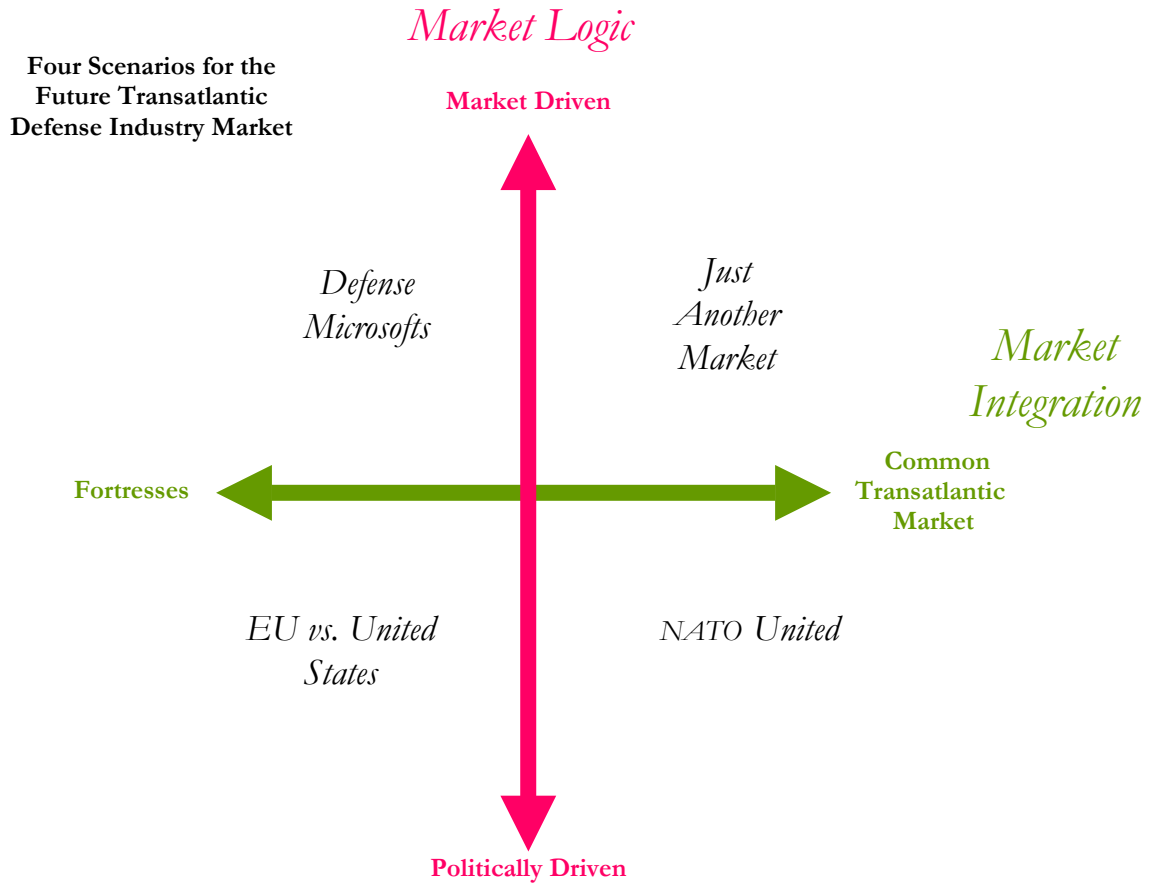 Market Logic
Four Scenarios for the
Future Transatlantic
Defense Industry Market
Market Driven
Defense
Microsofts
Just
Another
Market
Market
Integration
Fortresses
Common
Transatlantic
Market
EU vs. United
States
NATO United
Politically Driven